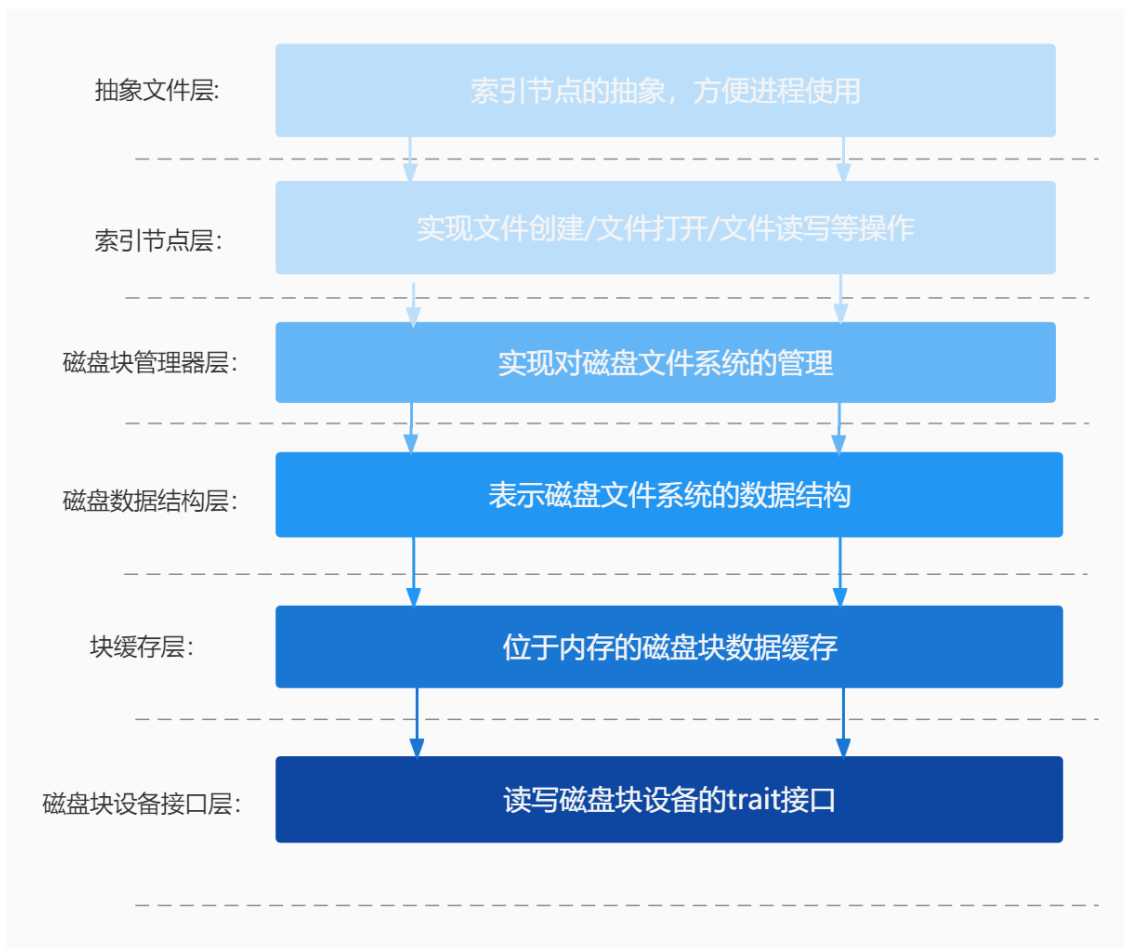 抽象文件层:
索引节点的抽象，方便进程使用
索引节点层：
实现文件创建/文件打开/文件读写等操作
磁盘块管理器层：
实现对磁盘文件系统的管理
磁盘数据结构层：
表示磁盘文件系统的数据结构
块缓存层：
位于内存的磁盘块数据缓存
磁盘块设备接口层：
读写磁盘块设备的trait接口